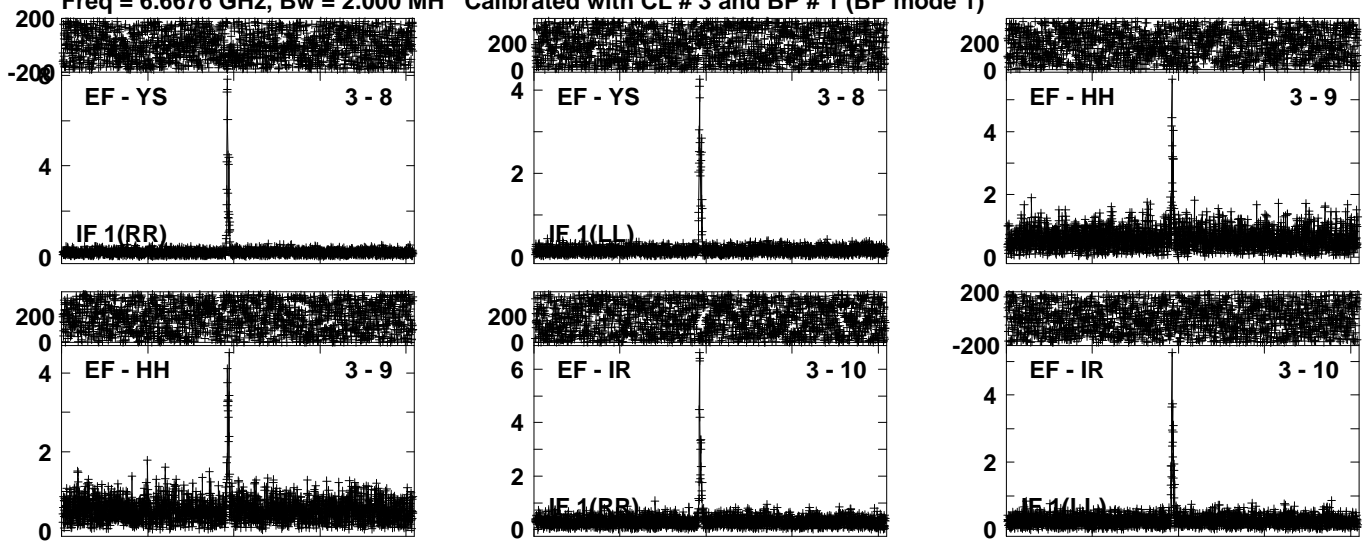 Freq = 6.6676 GHz, Bw = 2.000 MH Calibrated with CL # 3 and BP # 1 (BP mode 1)
200
-200
8
4
0
EF - YS 3 - 8
IF 1(RR)
200
0
4
2
0
EF - YS 3 - 8
IF 1(LL)
200
0
4
2
0
EF - HH 3 - 9
200
0
4
2
0
EF - HH 3 - 9
200
0
6
4
2
0
EF - IR 3 - 10
IF 1(RR)
200
-200
4
2
0
EF - IR 3 - 10
IF 1(LL)